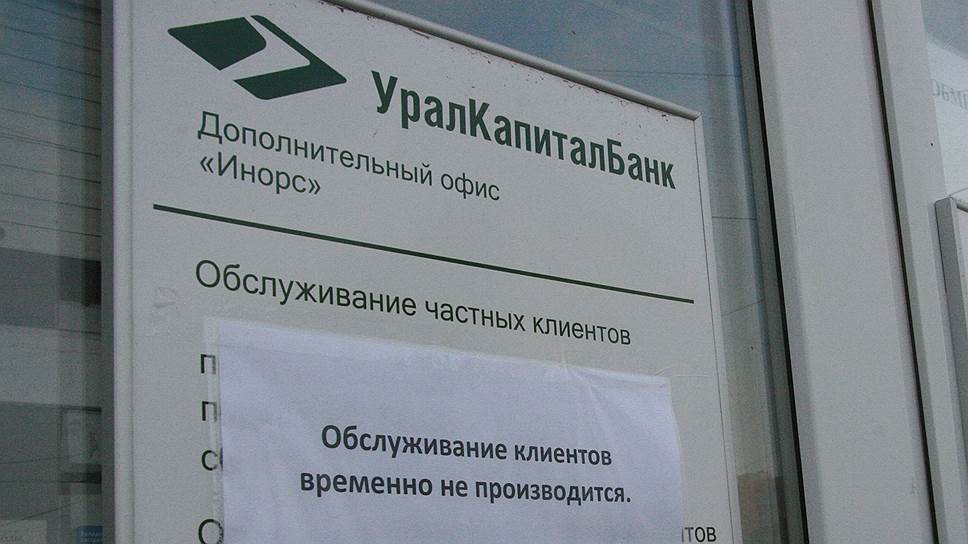 УралКапиталБанк
Дополнительный офис
«Инорс»
Обслуживание частных клиентов
Обслуживание клиентов
временно не производится.